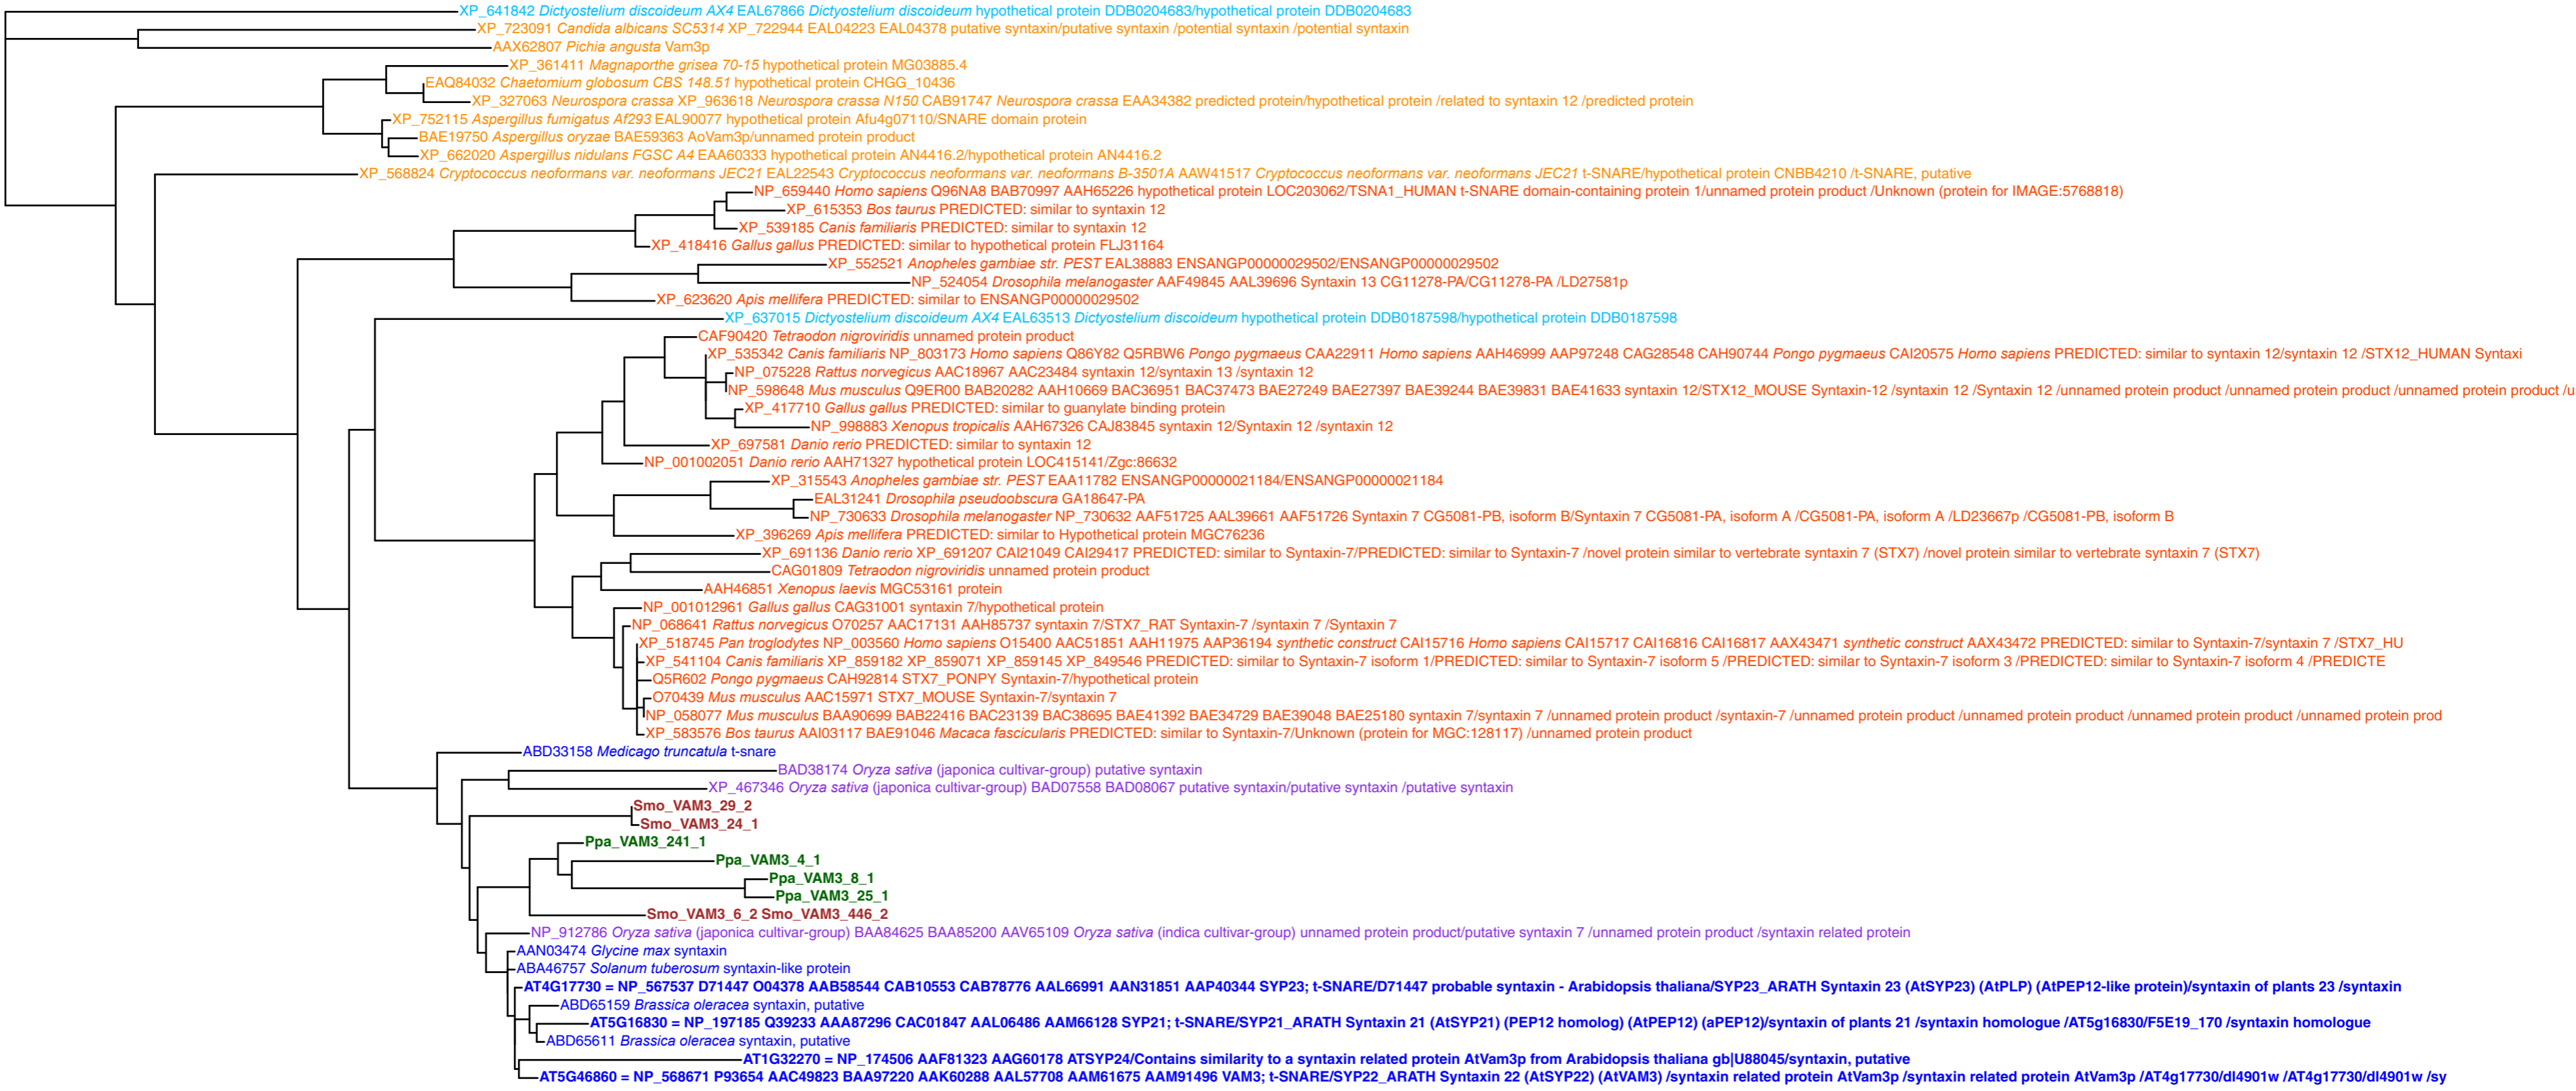 XP_641842 Dictyostelium discoideum AX4 EAL67866 Dictyostelium discoideum hypothetical protein DDB0204683/hypothetical protein DDB0204683
XP_723091 Candida albicans SC5314 XP_722944 EAL04223 EAL04378 putative syntaxin/putative syntaxin /potential syntaxin /potential syntaxin
AAX62807 Pichia angusta Vam3p
XP_361411 Magnaporthe grisea 70-15 hypothetical protein MG03885.4
EAQ84032 Chaetomium globosum CBS 148.51 hypothetical protein CHGG_10436
XP_327063 Neurospora crassa XP_963618 Neurospora crassa N150 CAB91747 Neurospora crassa EAA34382 predicted protein/hypothetical protein /related to syntaxin 12 /predicted protein
XP_752115 Aspergillus fumigatus Af293 EAL90077 hypothetical protein Afu4g07110/SNARE domain protein
BAE19750 Aspergillus oryzae BAE59363 AoVam3p/unnamed protein product
XP_662020 Aspergillus nidulans FGSC A4 EAA60333 hypothetical protein AN4416.2/hypothetical protein AN4416.2
XP_568824 Cryptococcus neoformans var. neoformans JEC21 EAL22543 Cryptococcus neoformans var. neoformans B-3501A AAW41517 Cryptococcus neoformans var. neoformans JEC21 t-SNARE/hypothetical protein CNBB4210 /t-SNARE, putative
NP_659440 Homo sapiens Q96NA8 BAB70997 AAH65226 hypothetical protein LOC203062/TSNA1_HUMAN t-SNARE domain-containing protein 1/unnamed protein product /Unknown (protein for IMAGE:5768818)
XP_615353 Bos taurus PREDICTED: similar to syntaxin 12
XP_539185 Canis familiaris PREDICTED: similar to syntaxin 12
XP_418416 Gallus gallus PREDICTED: similar to hypothetical protein FLJ31164
XP_552521 Anopheles gambiae str. PEST EAL38883 ENSANGP00000029502/ENSANGP00000029502
NP_524054 Drosophila melanogaster AAF49845 AAL39696 Syntaxin 13 CG11278-PA/CG11278-PA /LD27581p
XP_623620 Apis mellifera PREDICTED: similar to ENSANGP00000029502
XP_637015 Dictyostelium discoideum AX4 EAL63513 Dictyostelium discoideum hypothetical protein DDB0187598/hypothetical protein DDB0187598
CAF90420 Tetraodon nigroviridis unnamed protein product
XP_535342 Canis familiaris NP_803173 Homo sapiens Q86Y82 Q5RBW6 Pongo pygmaeus CAA22911 Homo sapiens AAH46999 AAP97248 CAG28548 CAH90744 Pongo pygmaeus CAI20575 Homo sapiens PREDICTED: similar to syntaxin 12/syntaxin 12 /STX12_HUMAN Syntaxi
NP_075228 Rattus norvegicus AAC18967 AAC23484 syntaxin 12/syntaxin 13 /syntaxin 12
NP_598648 Mus musculus Q9ER00 BAB20282 AAH10669 BAC36951 BAC37473 BAE27249 BAE27397 BAE39244 BAE39831 BAE41633 syntaxin 12/STX12_MOUSE Syntaxin-12 /syntaxin 12 /Syntaxin 12 /unnamed protein product /unnamed protein product /unnamed protein product /u
XP_417710 Gallus gallus PREDICTED: similar to guanylate binding protein
NP_998883 Xenopus tropicalis AAH67326 CAJ83845 syntaxin 12/Syntaxin 12 /syntaxin 12
XP_697581 Danio rerio PREDICTED: similar to syntaxin 12
NP_001002051 Danio rerio AAH71327 hypothetical protein LOC415141/Zgc:86632
XP_315543 Anopheles gambiae str. PEST EAA11782 ENSANGP00000021184/ENSANGP00000021184
EAL31241 Drosophila pseudoobscura GA18647-PA
NP_730633 Drosophila melanogaster NP_730632 AAF51725 AAL39661 AAF51726 Syntaxin 7 CG5081-PB, isoform B/Syntaxin 7 CG5081-PA, isoform A /CG5081-PA, isoform A /LD23667p /CG5081-PB, isoform B
XP_396269 Apis mellifera PREDICTED: similar to Hypothetical protein MGC76236
XP_691136 Danio rerio XP_691207 CAI21049 CAI29417 PREDICTED: similar to Syntaxin-7/PREDICTED: similar to Syntaxin-7 /novel protein similar to vertebrate syntaxin 7 (STX7) /novel protein similar to vertebrate syntaxin 7 (STX7)
CAG01809 Tetraodon nigroviridis unnamed protein product
AAH46851 Xenopus laevis MGC53161 protein
NP_001012961 Gallus gallus CAG31001 syntaxin 7/hypothetical protein
NP_068641 Rattus norvegicus O70257 AAC17131 AAH85737 syntaxin 7/STX7_RAT Syntaxin-7 /syntaxin 7 /Syntaxin 7
XP_518745 Pan troglodytes NP_003560 Homo sapiens O15400 AAC51851 AAH11975 AAP36194 synthetic construct CAI15716 Homo sapiens CAI15717 CAI16816 CAI16817 AAX43471 synthetic construct AAX43472 PREDICTED: similar to Syntaxin-7/syntaxin 7 /STX7_HU
XP_541104 Canis familiaris XP_859182 XP_859071 XP_859145 XP_849546 PREDICTED: similar to Syntaxin-7 isoform 1/PREDICTED: similar to Syntaxin-7 isoform 5 /PREDICTED: similar to Syntaxin-7 isoform 3 /PREDICTED: similar to Syntaxin-7 isoform 4 /PREDICTE
Q5R602 Pongo pygmaeus CAH92814 STX7_PONPY Syntaxin-7/hypothetical protein
O70439 Mus musculus AAC15971 STX7_MOUSE Syntaxin-7/syntaxin 7
NP_058077 Mus musculus BAA90699 BAB22416 BAC23139 BAC38695 BAE41392 BAE34729 BAE39048 BAE25180 syntaxin 7/syntaxin 7 /unnamed protein product /syntaxin-7 /unnamed protein product /unnamed protein product /unnamed protein product /unnamed protein prod
XP_583576 Bos taurus AAI03117 BAE91046 Macaca fascicularis PREDICTED: similar to Syntaxin-7/Unknown (protein for MGC:128117) /unnamed protein product
ABD33158 Medicago truncatula t-snare
BAD38174 Oryza sativa (japonica cultivar-group) putative syntaxin
XP_467346 Oryza sativa (japonica cultivar-group) BAD07558 BAD08067 putative syntaxin/putative syntaxin /putative syntaxin
Smo_VAM3_29_2
Smo_VAM3_24_1
Ppa_VAM3_241_1
Ppa_VAM3_4_1
Ppa_VAM3_8_1
Ppa_VAM3_25_1
Smo_VAM3_6_2 Smo_VAM3_446_2
NP_912786 Oryza sativa (japonica cultivar-group) BAA84625 BAA85200 AAV65109 Oryza sativa (indica cultivar-group) unnamed protein product/putative syntaxin 7 /unnamed protein product /syntaxin related protein
AAN03474 Glycine max syntaxin
ABA46757 Solanum tuberosum syntaxin-like protein
AT4G17730 = NP_567537 D71447 O04378 AAB58544 CAB10553 CAB78776 AAL66991 AAN31851 AAP40344 SYP23; t-SNARE/D71447 probable syntaxin - Arabidopsis thaliana/SYP23_ARATH Syntaxin 23 (AtSYP23) (AtPLP) (AtPEP12-like protein)/syntaxin of plants 23 /syntaxin
ABD65159 Brassica oleracea syntaxin, putative
AT5G16830 = NP_197185 Q39233 AAA87296 CAC01847 AAL06486 AAM66128 SYP21; t-SNARE/SYP21_ARATH Syntaxin 21 (AtSYP21) (PEP12 homolog) (AtPEP12) (aPEP12)/syntaxin of plants 21 /syntaxin homologue /AT5g16830/F5E19_170 /syntaxin homologue
ABD65611 Brassica oleracea syntaxin, putative
AT1G32270 = NP_174506 AAF81323 AAG60178 ATSYP24/Contains similarity to a syntaxin related protein AtVam3p from Arabidopsis thaliana gb|U88045/syntaxin, putative
AT5G46860 = NP_568671 P93654 AAC49823 BAA97220 AAK60288 AAL57708 AAM61675 AAM91496 VAM3; t-SNARE/SYP22_ARATH Syntaxin 22 (AtSYP22) (AtVAM3) /syntaxin related protein AtVam3p /syntaxin related protein AtVam3p /AT4g17730/dl4901w /AT4g17730/dl4901w /sy